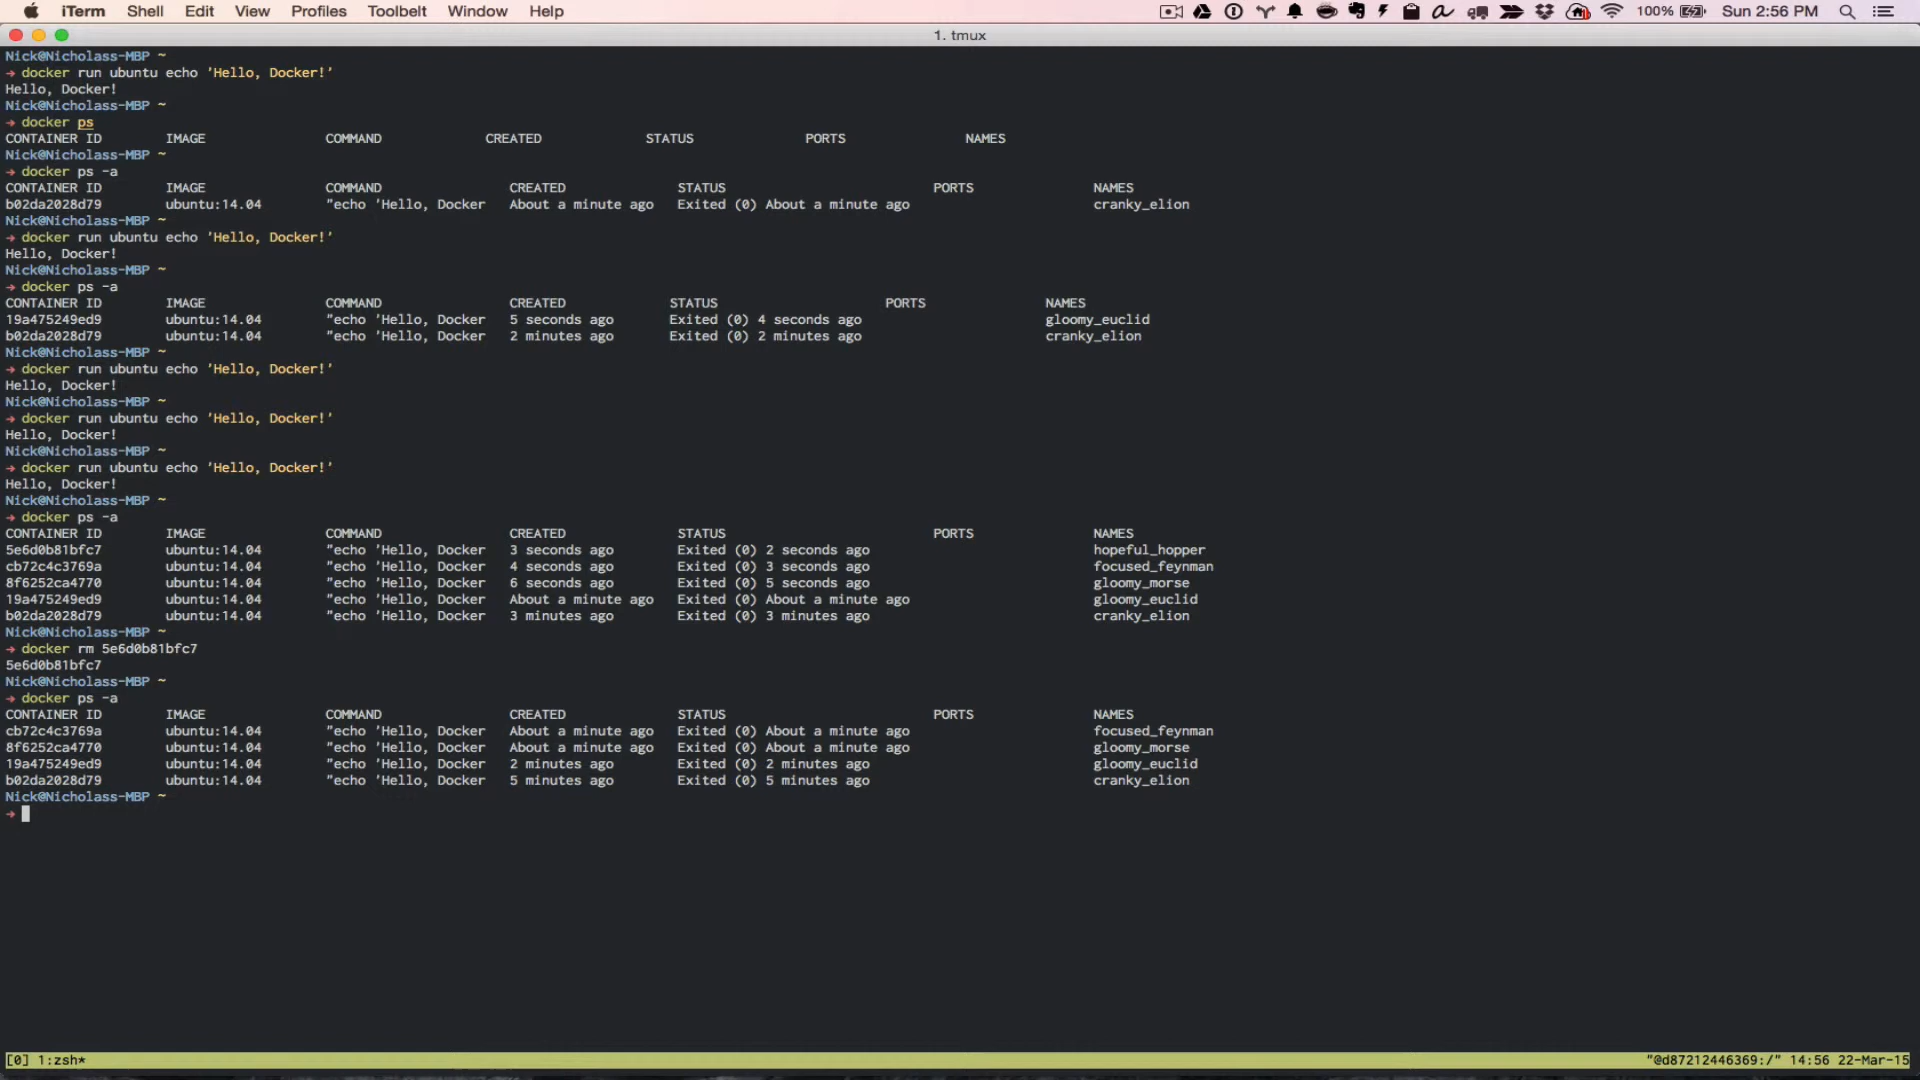 iTerm Shell Edit View Profiles Toolbelt Window Help 100% Sun 2:56 PM
1. tmux
Nick@Nicholass-MBP ~
→ docker run ubuntu echo 'Hello, Docker!'
Hello, Docker!
Nick@Nicholass-MBP ~
→ docker ps
CONTAINER ID IMAGE COMMAND CREATED STATUS PORTS NAMES
Nick@Nicholass-MBP ~
→ docker ps -a
CONTAINER ID IMAGE COMMAND CREATED STATUS PORTS NAMES
b02da2028d79 ubuntu:14.04 "echo 'Hello, Docker About a minute ago Exited (0) About a minute ago cranky_elion
Nick@Nicholass-MBP ~
→ docker run ubuntu echo 'Hello, Docker!'
Hello, Docker!
Nick@Nicholass-MBP ~
→ docker ps -a
CONTAINER ID IMAGE COMMAND CREATED STATUS PORTS NAMES
19a475249ed9 ubuntu:14.04 "echo 'Hello, Docker 5 seconds ago Exited (0) 4 seconds ago gloomy_euclid
b02da2028d79 ubuntu:14.04 "echo 'Hello, Docker 2 minutes ago Exited (0) 2 minutes ago cranky_elion
Nick@Nicholass-MBP ~
→ docker run ubuntu echo 'Hello, Docker!'
Hello, Docker!
Nick@Nicholass-MBP ~
→ docker run ubuntu echo 'Hello, Docker!'
Hello, Docker!
Nick@Nicholass-MBP ~
→ docker run ubuntu echo 'Hello, Docker!'
Hello, Docker!
Nick@Nicholass-MBP ~
→ docker ps -a
CONTAINER ID IMAGE COMMAND CREATED STATUS PORTS NAMES
5e6d0b81bfc7 ubuntu:14.04 "echo 'Hello, Docker 3 seconds ago Exited (0) 2 seconds ago hopeful_hopper
cb72c4c3769a ubuntu:14.04 "echo 'Hello, Docker 4 seconds ago Exited (0) 3 seconds ago focused_feynman
8f6252ca4770 ubuntu:14.04 "echo 'Hello, Docker 6 seconds ago Exited (0) 5 seconds ago gloomy_morse
19a475249ed9 ubuntu:14.04 "echo 'Hello, Docker About a minute ago Exited (0) About a minute ago gloomy_euclid
b02da2028d79 ubuntu:14.04 "echo 'Hello, Docker 3 minutes ago Exited (0) 3 minutes ago cranky_elion
Nick@Nicholass-MBP ~
→ docker rm 5e6d0b81bfc7
5e6d0b81bfc7
Nick@Nicholass-MBP ~
→ docker ps -a
CONTAINER ID IMAGE COMMAND CREATED STATUS PORTS NAMES
cb72c4c3769a ubuntu:14.04 "echo 'Hello, Docker About a minute ago Exited (0) About a minute ago focused_feynman
8f6252ca4770 ubuntu:14.04 "echo 'Hello, Docker About a minute ago Exited (0) About a minute ago gloomy_morse
19a475249ed9 ubuntu:14.04 "echo 'Hello, Docker 2 minutes ago Exited (0) 2 minutes ago gloomy_euclid
b02da2028d79 ubuntu:14.04 "echo 'Hello, Docker 5 minutes ago Exited (0) 5 minutes ago cranky_elion
Nick@Nicholass-MBP ~
→
[0] 1:zsh* "@d87212446369:/" 14:56 22-Mar-15